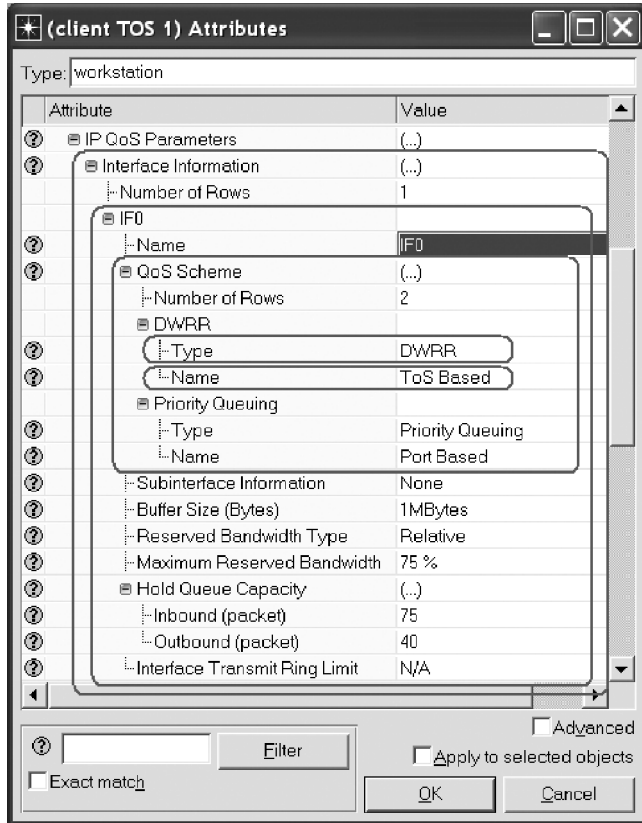 (client TOS 1) Attributes
Type: workstation
Attribute Value
IP QoS Parameters (...)
Interface Information (...)
Number of Rows 1
IF0
Name IF0
QoS Scheme (...)
Number of Rows 2
DWRR
Type DWRR
Name ToS Based
Priority Queuing
Type Priority Queuing
Name Port Based
Subinterface Information None
Buffer Size (Bytes) 1MBytes
Reserved Bandwidth Type Relative
Maximum Reserved Bandwidth 75 %
Hold Queue Capacity (...)
Inbound (packet) 75
Outbound (packet) 40
Interface Transmit Ring Limit N/A
Advanced
Filter
Apply to selected objects
Exact match
OK Cancel